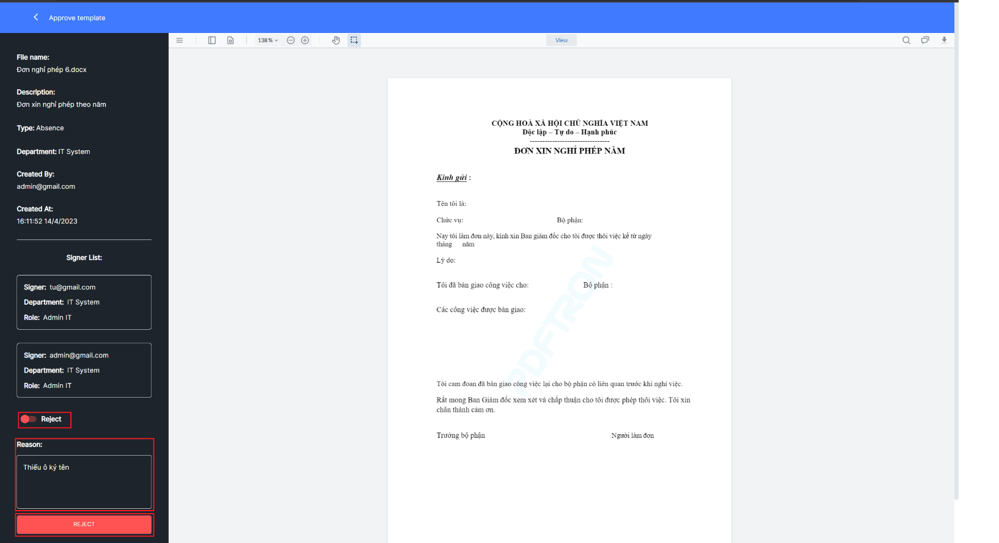 Approve template
File name:
Đơn nghỉ phép 6.docx
Description:
Đơn xin nghỉ phép theo năm
Type: Absence
Department: IT System
Created By:
admin@gmail.com
Created At:
16:11:52 14/4/2023
Signer List:
Signer: tu@gmail.com
Department: IT System
Role: Admin IT
Signer: admin@gmail.com
Department: IT System
Role: Admin IT
Reject
Reason:
Thiếu ô ký tên
REJECT
138%
View
CỘNG HOÀ XÃ HỘI CHỦ NGHĨA VIỆT NAM
Độc lập – Tự do – Hạnh phúc
--------------------------------
ĐƠN XIN NGHỈ PHÉP NĂM
Kính gửi :
Tên tôi là:
Chức vụ: Bộ phận:
Nay tôi làm đơn này, kính xin Ban giám đốc cho tôi được thôi việc kể từ ngày
tháng năm
Lý do:
Tôi đã bàn giao công việc cho: Bộ phận :
Các công việc được bàn giao:
PDFTRON
Tôi cam đoan đã bàn giao công việc lại cho bộ phận có liên quan trước khi nghỉ việc.
Rất mong Ban Giám đốc xem xét và chấp thuận cho tôi được phép thôi việc. Tôi xin
chân thành cảm ơn.
Trưởng bộ phận Người làm đơn